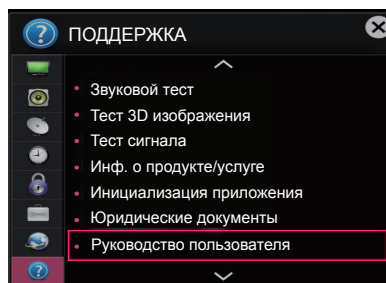 ПОДДЕРЖКА
Звуковой тест
Тест 3D изображения
Тест сигнала
Инф. о продукте/услуге
Инициализация приложения
Юридические документы
Руководство пользователя